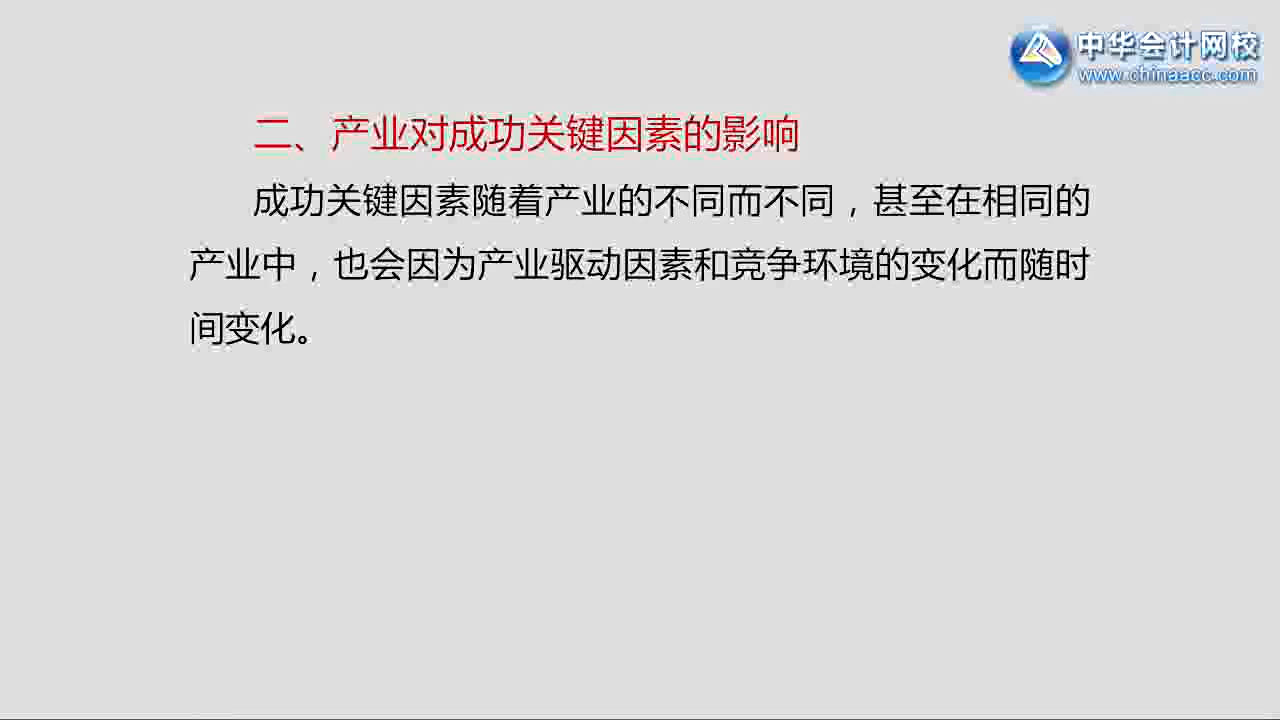 中华会计网校
www.chinaacc.com
二、产业对成功关键因素的影响
成功关键因素随着产业的不同而不同，甚至在相同的
产业中，也会因为产业驱动因素和竞争环境的变化而随时
间变化。